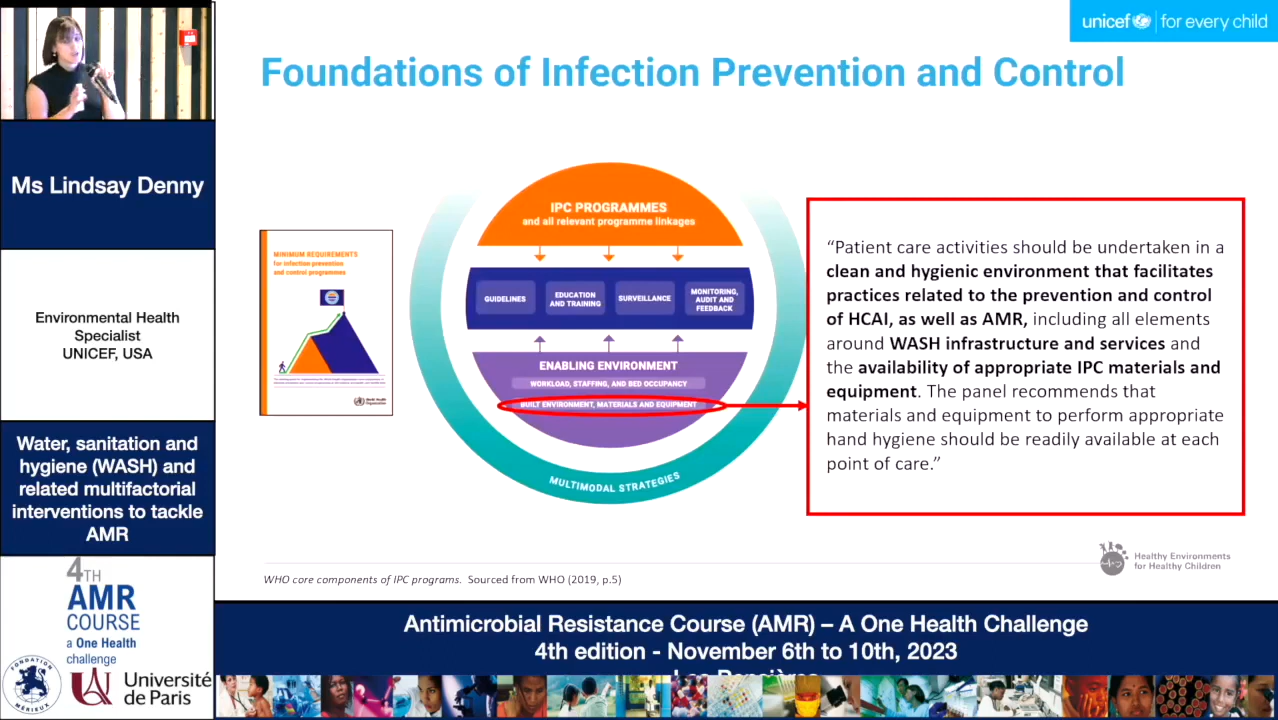 unicef for every child
Foundations of Infection Prevention and Control
Ms Lindsay Denny
Environmental Health
Specialist
UNICEF, USA
Water, sanitation and
hygiene (WASH) and
related multifactorial
interventions to tackle
AMR
4TH
AMR
COURSE
a One Health
challenge
FONDATION
MÉRIEUX
Université
de Paris
MINIMUM REQUIREMENTS
for infection prevention
and control programmes
World Health
Organization
IPC PROGRAMMES
and all relevant programme linkages
GUIDELINES
EDUCATION
AND TRAINING
SURVEILLANCE
MONITORING,
AUDIT AND
FEEDBACK
ENABLING ENVIRONMENT
WORKLOAD, STAFFING, AND BED OCCUPANCY
BUILT ENVIRONMENT, MATERIALS AND EQUIPMENT
MULTIMODAL STRATEGIES
“Patient care activities should be undertaken in a
clean and hygienic environment that facilitates
practices related to the prevention and control
of HCAI, as well as AMR, including all elements
around WASH infrastructure and services and
the availability of appropriate IPC materials and
equipment. The panel recommends that
materials and equipment to perform appropriate
hand hygiene should be readily available at each
point of care.”
Healthy Environments
for Healthy Children
WHO core components of IPC programs. Sourced from WHO (2019, p.5)
Antimicrobial Resistance Course (AMR) – A One Health Challenge
4th edition - November 6th to 10th, 2023